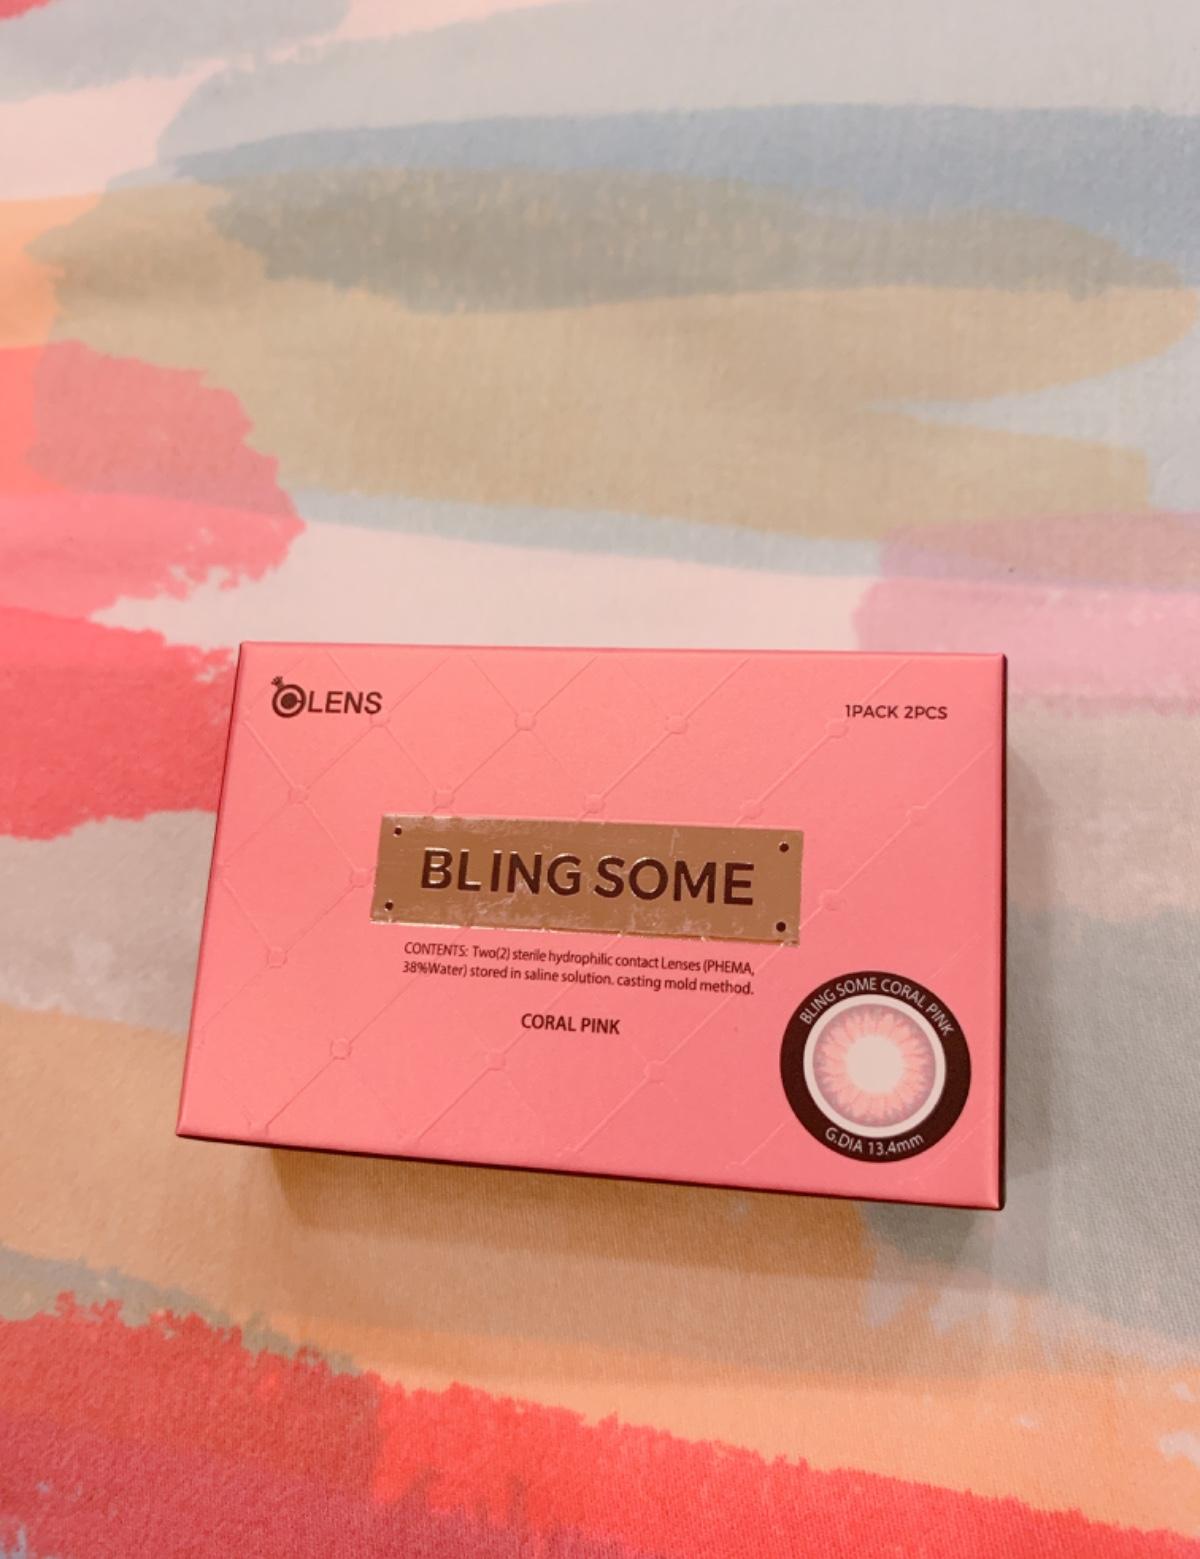 OLENS
1PACK 2PCS
BLING SOME
CONTENTS: Two(2) sterile hydrophilic contact Lenses (PHEMA,
38%Water) stored in saline solution. casting mold method.
CORAL PINK
BLING SOME CORAL PINK
G.DIA 13.4mm